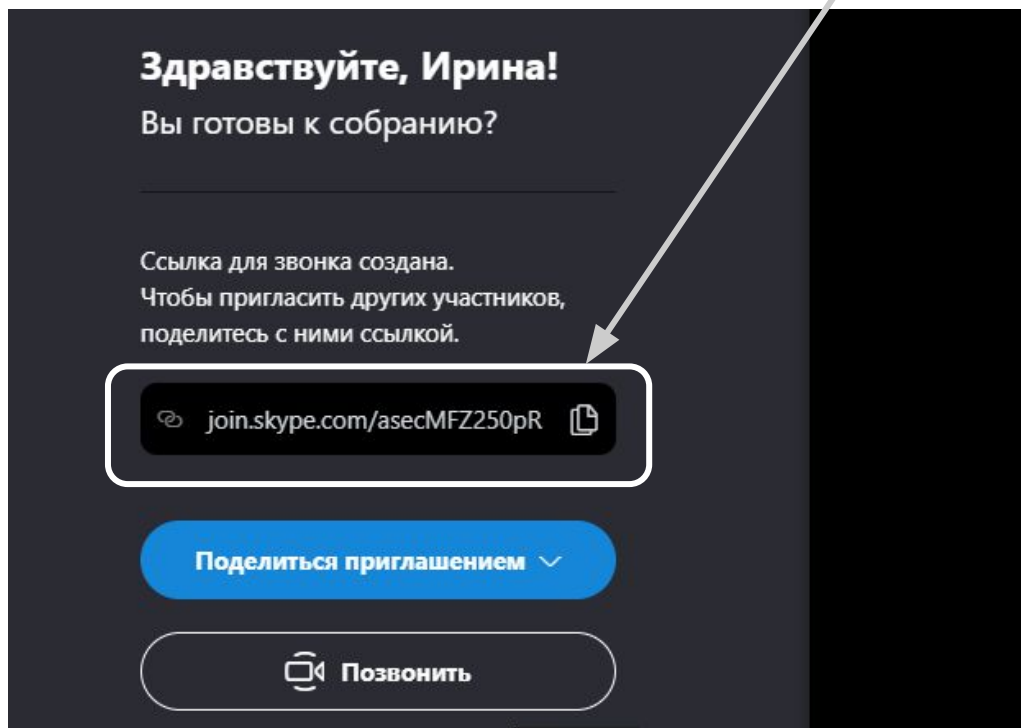 Здравствуйте, Ирина!
Вы готовы к собранию?
Ссылка для звонка создана.
Чтобы пригласить других участников,
поделитесь с ними ссылкой.
join.skype.com/asecMFZ250pR
Поделиться приглашением
Позвонить